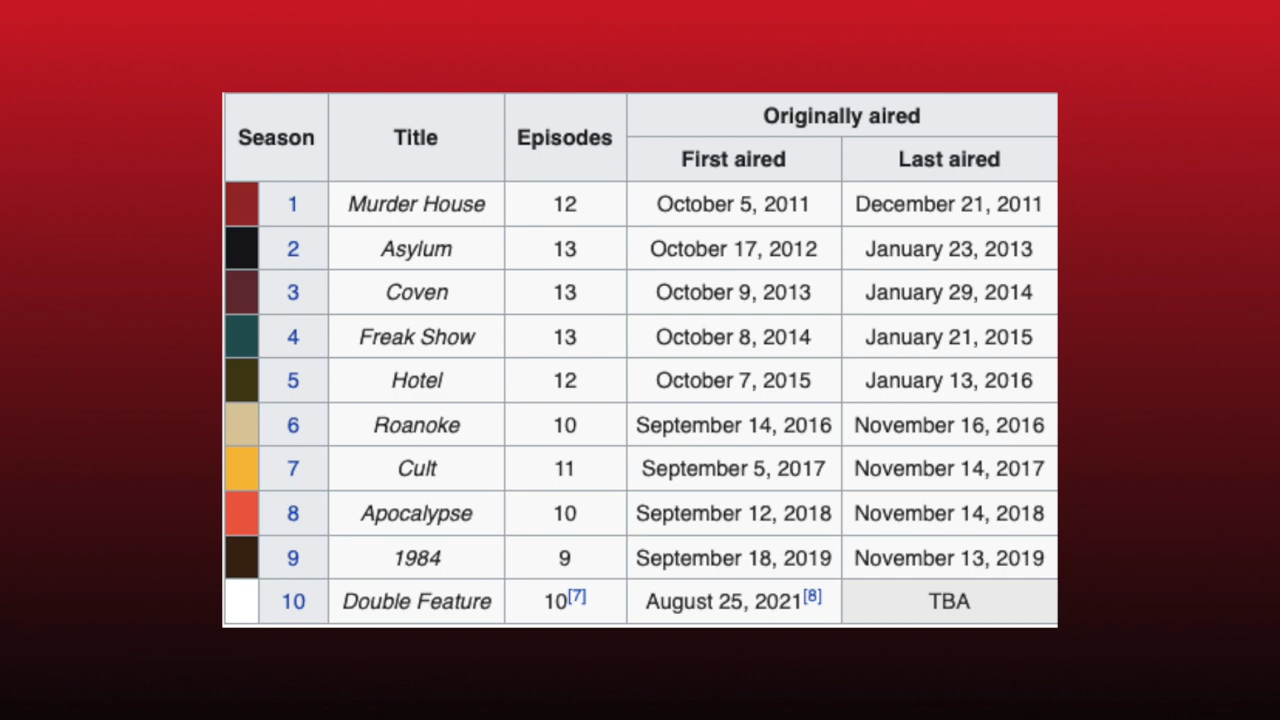 Season Title Episodes Originally aired
First aired Last aired
1 Murder House 12 October 5, 2011 December 21, 2011
2 Asylum 13 October 17, 2012 January 23, 2013
3 Coven 13 October 9, 2013 January 29, 2014
4 Freak Show 13 October 8, 2014 January 21, 2015
5 Hotel 12 October 7, 2015 January 13, 2016
6 Roanoke 10 September 14, 2016 November 16, 2016
7 Cult 11 September 5, 2017 November 14, 2017
8 Apocalypse 10 September 12, 2018 November 14, 2018
9 1984 9 September 18, 2019 November 13, 2019
10 Double Feature 10[7] August 25, 2021[8] TBA